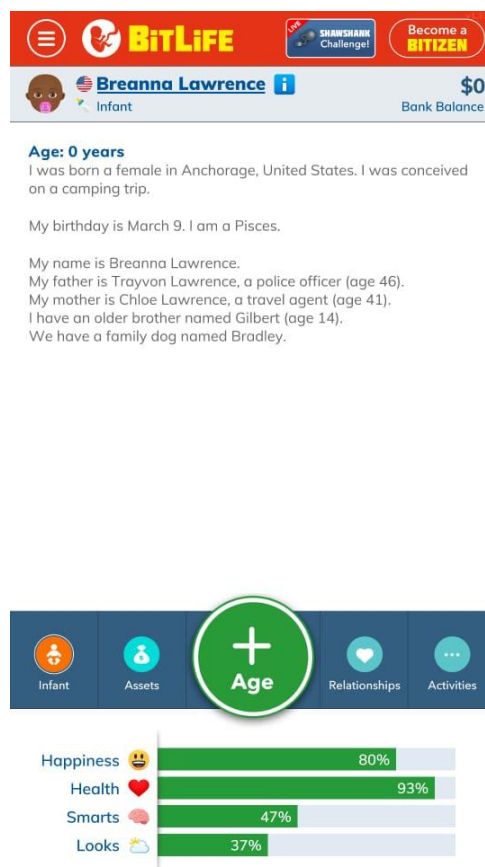 BiTLiFE
LIVE
SHAWSHANK
Challenge!
Become a
BITIZEN
Breanna Lawrence i
Infant
$0
Bank Balance
Age: 0 years
I was born a female in Anchorage, United States. I was conceived
on a camping trip.
My birthday is March 9. I am a Pisces.
My name is Breanna Lawrence.
My father is Trayvon Lawrence, a police officer (age 46).
My mother is Chloe Lawrence, a travel agent (age 41).
I have an older brother named Gilbert (age 14).
We have a family dog named Bradley.
Infant
Assets
Age
Relationships
Activities
Happiness 80%
Health 93%
Smarts 47%
Looks 37%